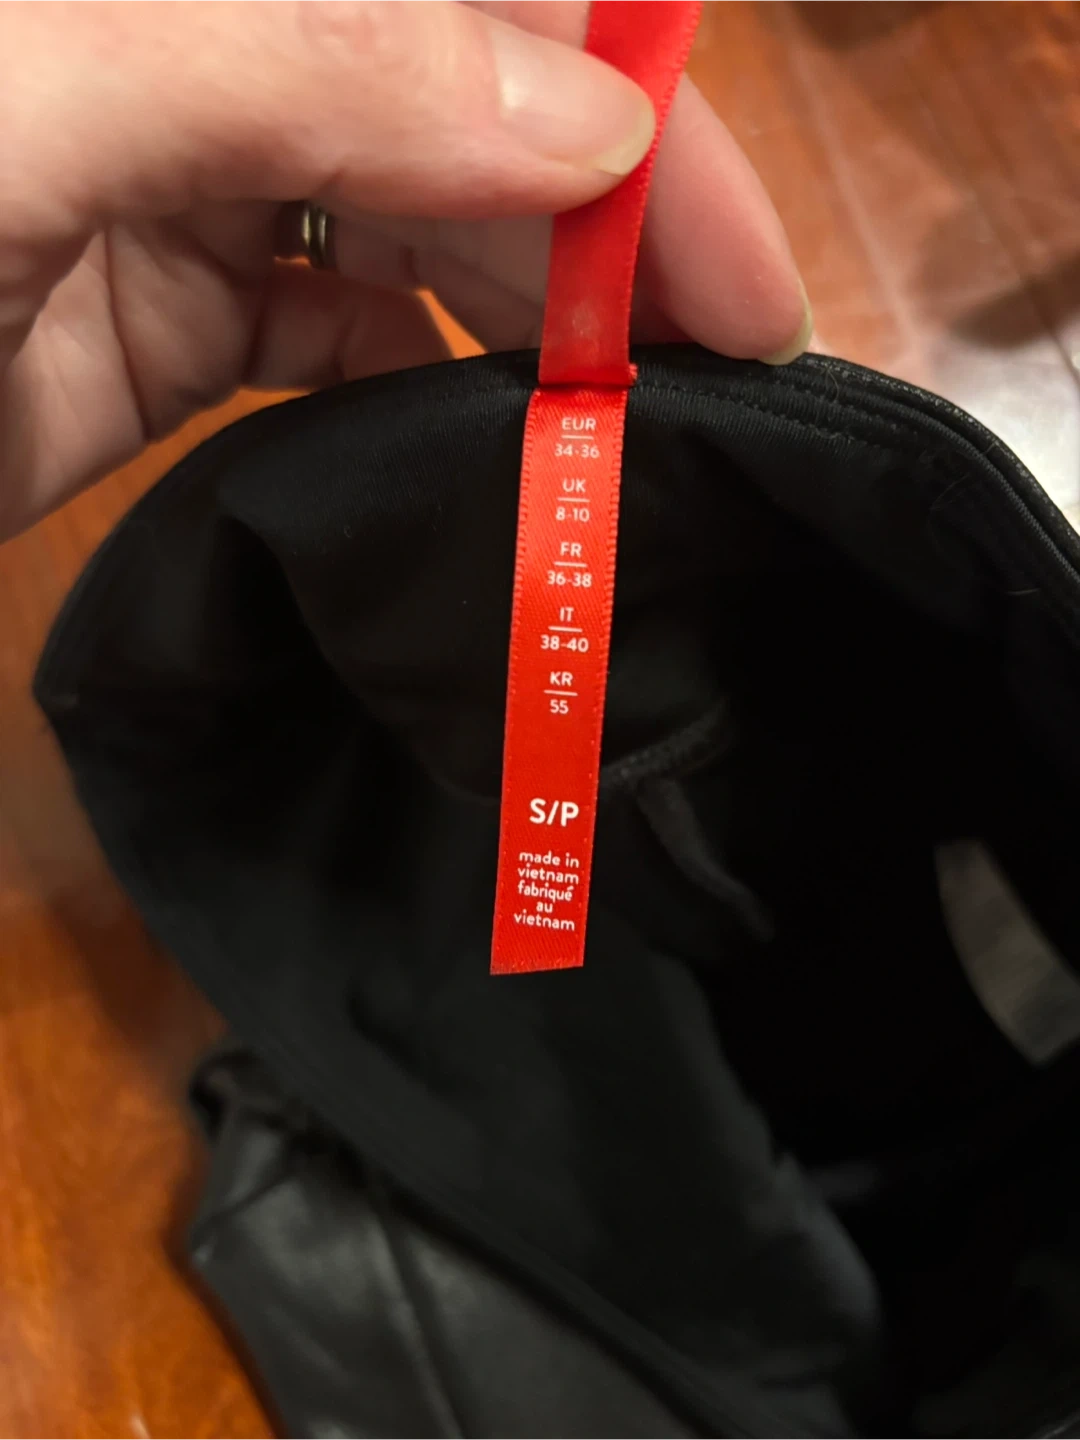 EUR
34-36
UK
8-10
FR
36-38
IT
38-40
KR
55
S/P
made in
vietnam
fabriqué
au
vietnam